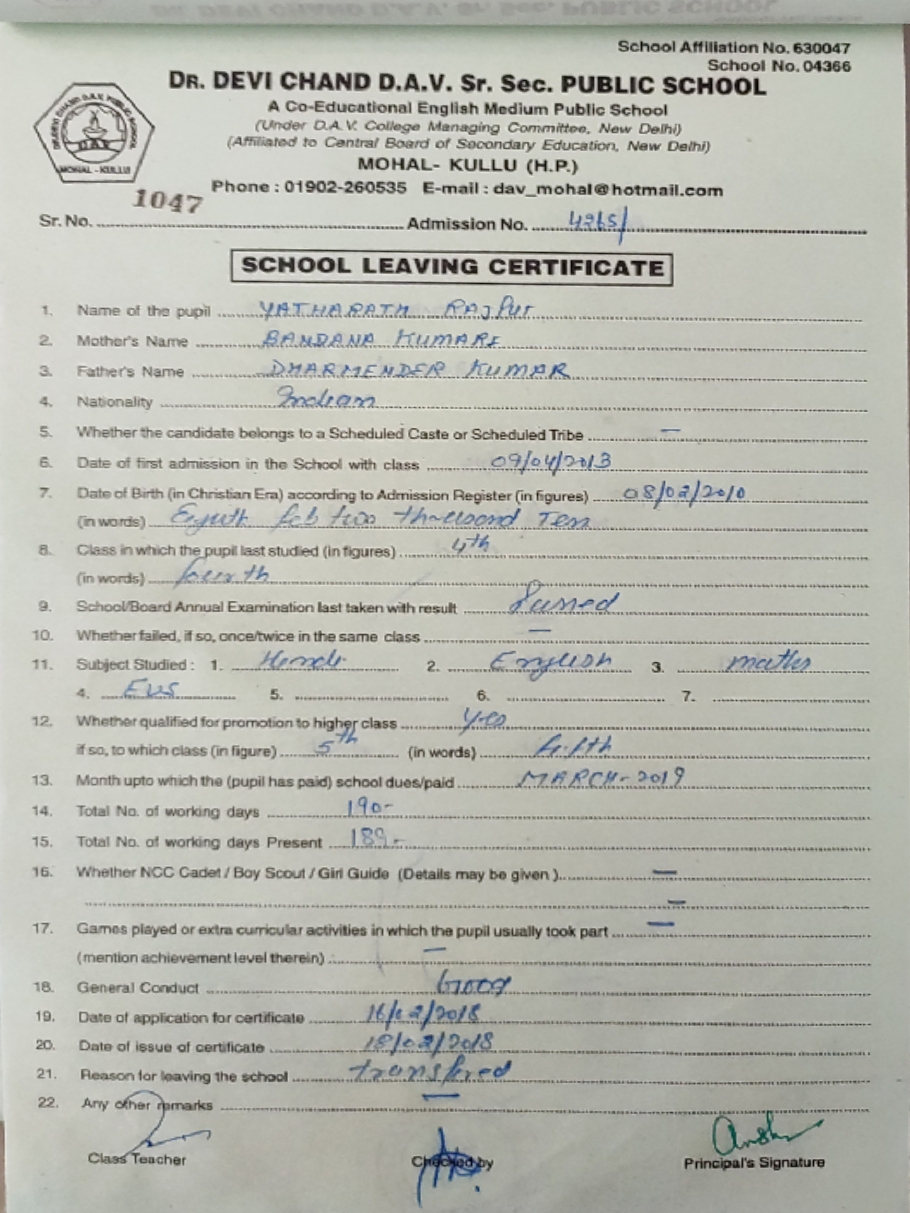 School Affiliation No. 630047
School No. 04366
DR. DEVI CHAND D.A.V. Sr. Sec. PUBLIC SCHOOL
A Co-Educational English Medium Public School
(Under D.A.V. College Managing Committee, New Delhi)
(Affiliated to Central Board of Secondary Education, New Delhi)
MOHAL - KULLU
MOHAL- KULLU (H.P.)
Phone : 01902-260535 E-mail : dav_mohal@hotmail.com
Sr. No. 1047 Admission No. 4265/
SCHOOL LEAVING CERTIFICATE
1. Name of the pupil YATHARATH RAJPUT
2. Mother's Name BANDANA KUMARI
3. Father's Name DHARMENDER KUMAR
4. Nationality Indian
5. Whether the candidate belongs to a Scheduled Caste or Scheduled Tribe —
6. Date of first admission in the School with class 09/04/2013
7. Date of Birth (in Christian Era) according to Admission Register (in figures) 08/02/2010
(in words) Eyuth feb two thousond Ten
8. Class in which the pupil last studied (in figures) 4th
(in words) fourth
9. School/Board Annual Examination last taken with result Passed
10. Whether failed, if so, once/twice in the same class —
11. Subject Studied : 1. Hindi 2. English 3. maths
4. EVS 5. 6. 7.
12. Whether qualified for promotion to higher class yes
if so, to which class (in figure) 5th (in words) fifth
13. Month upto which the (pupil has paid) school dues/paid MARCH-2019
14. Total No. of working days 190-
15. Total No. of working days Present 189-
16. Whether NCC Cadet / Boy Scout / Girl Guide (Details may be given ) —
—
17. Games played or extra curricular activities in which the pupil usually took part —
(mention achievement level therein) —
18. General Conduct Good
19. Date of application for certificate 16/02/2018
20. Date of issue of certificate 18/02/2018
21. Reason for leaving the school transfered
22. Any other remarks —
Class Teacher Checked by Principal's Signature